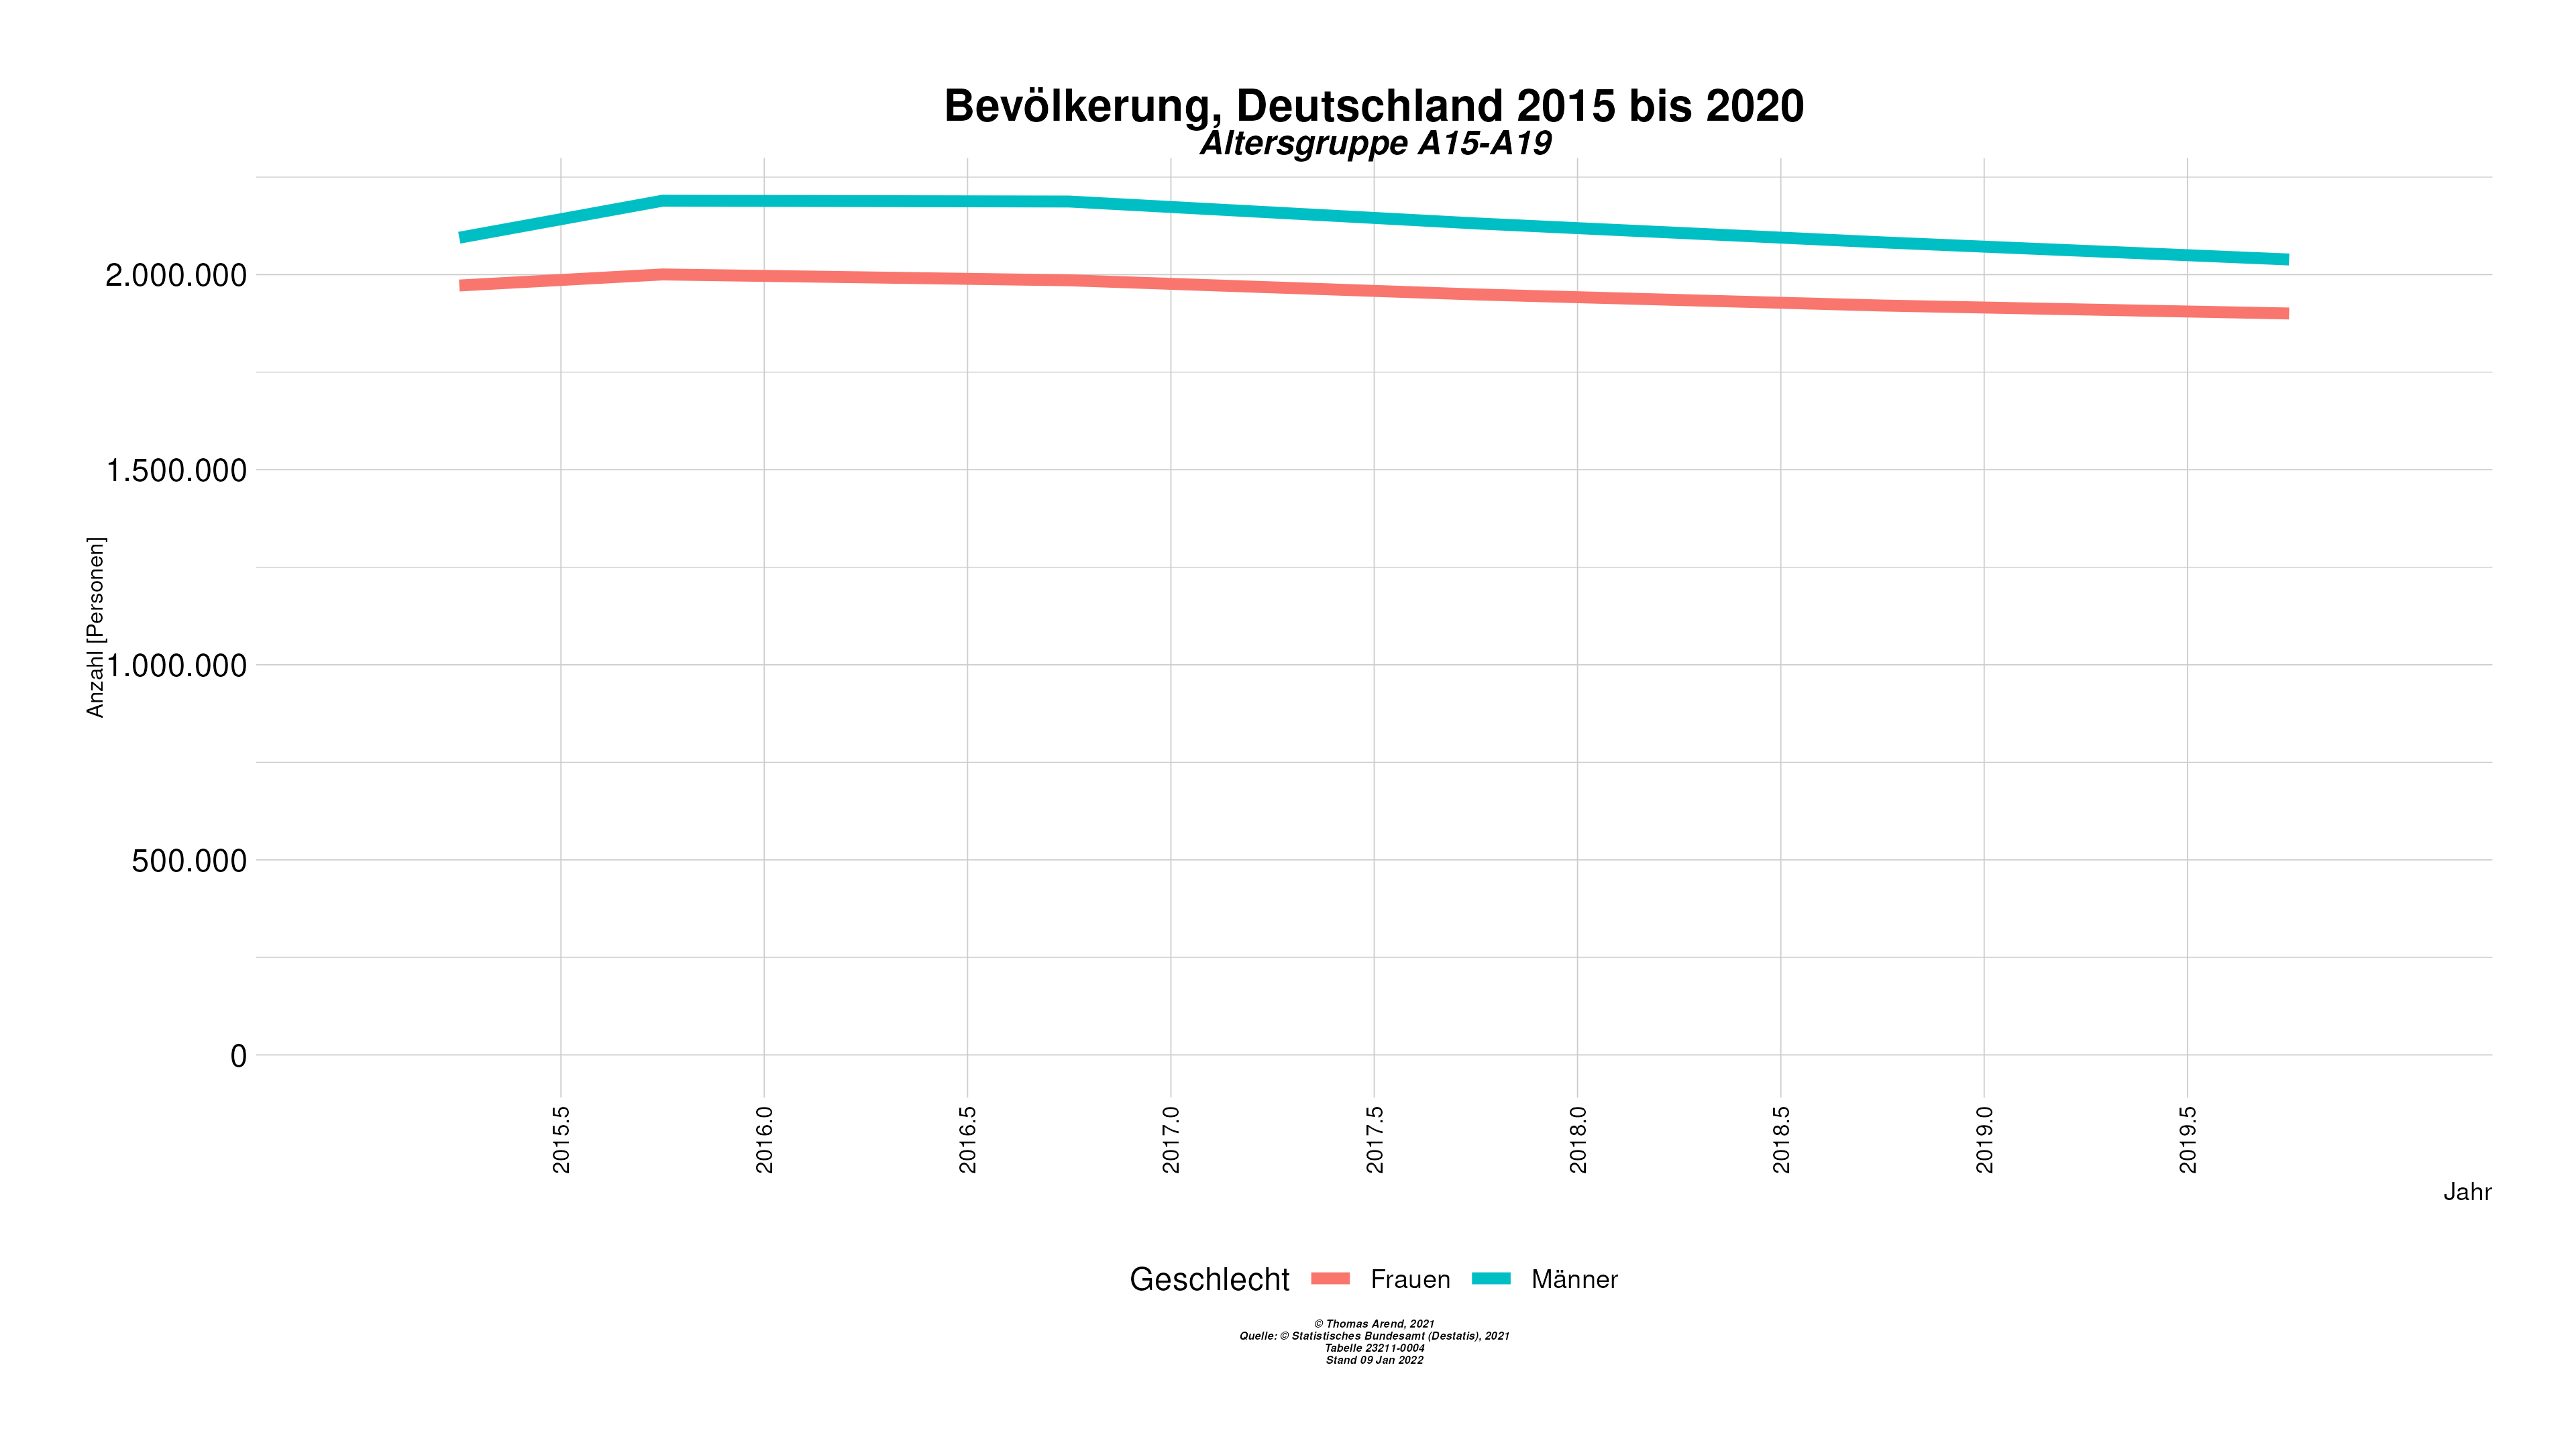 Bevölkerung, Deutschland 2015 bis 2020
Altersgruppe A15-A19
Anzahl [Personen]
2.000.000
1.500.000
1.000.000
500.000
0
2015.5
2016.0
2016.5
2017.0
2017.5
2018.0
2018.5
2019.0
2019.5
Jahr
Geschlecht Frauen Männer
© Thomas Arend, 2021
Quelle: © Statistisches Bundesamt (Destatis), 2021
Tabelle 23211-0004
Stand 09 Jan 2022